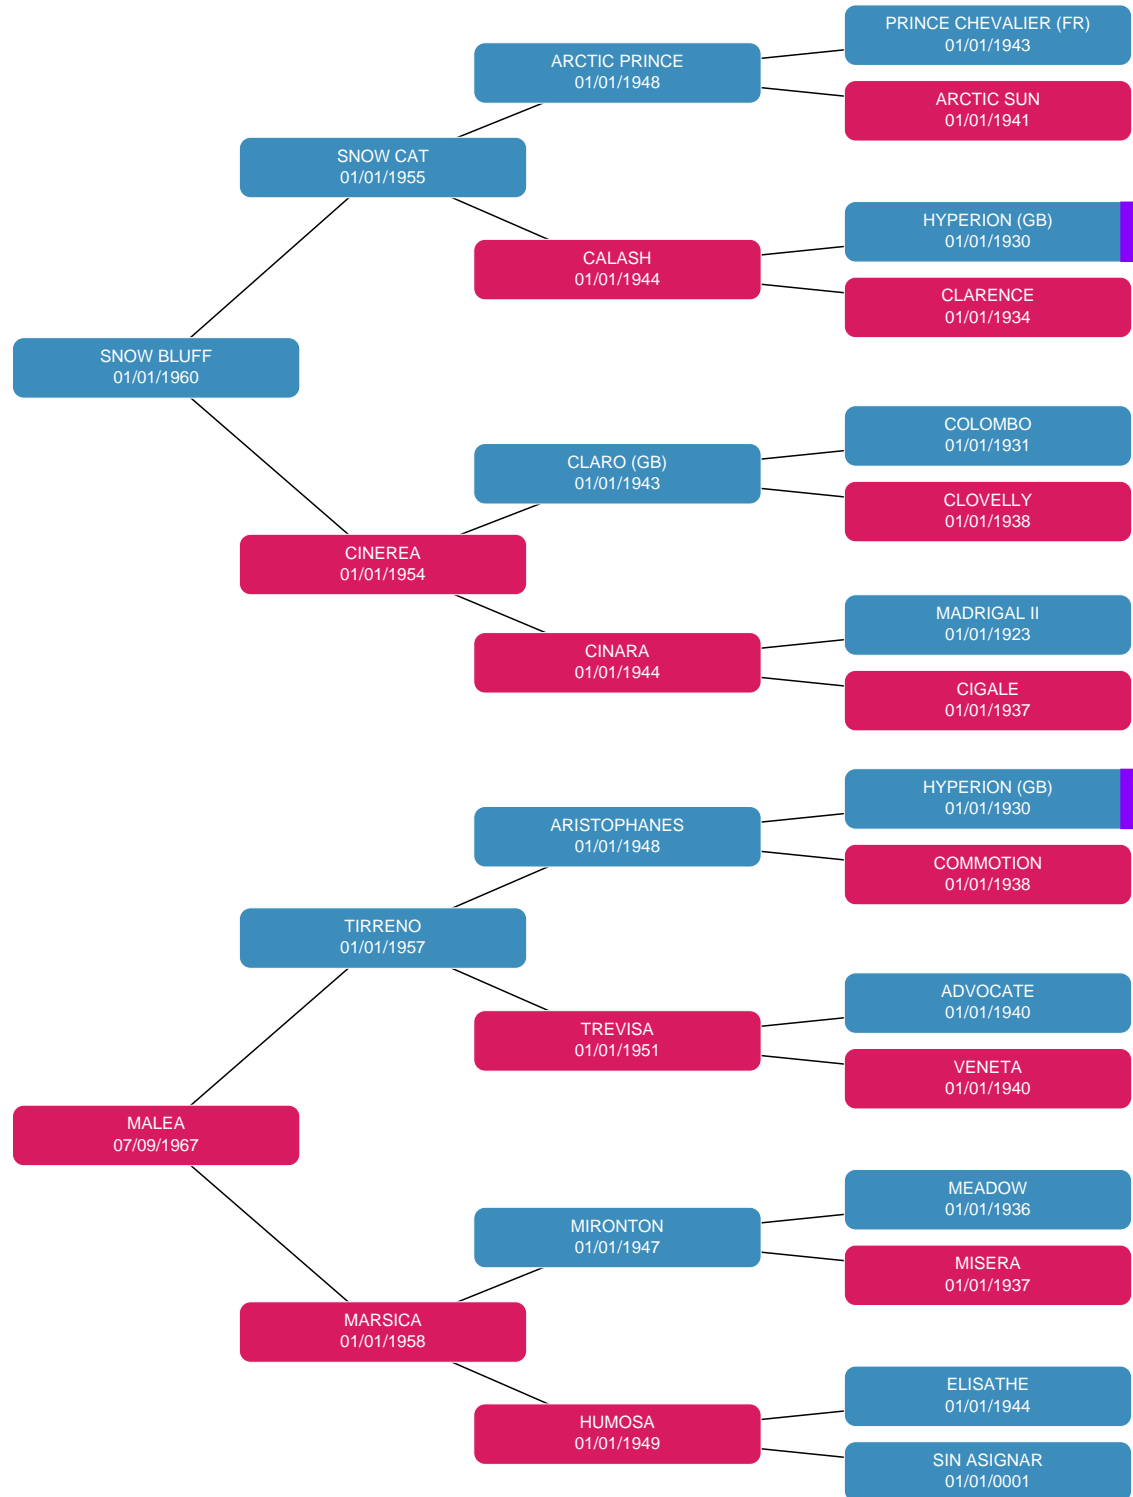 PRINCE CHEVALIER (FR)
01/01/1943
ARCTIC PRINCE
01/01/1948
ARCTIC SUN
01/01/1941
SNOW CAT
01/01/1955
HYPERION (GB)
01/01/1930
CALASH
01/01/1944
CLARENCE
01/01/1934
SNOW BLUFF
01/01/1960
COLOMBO
01/01/1931
CLARO (GB)
01/01/1943
CLOVELLY
01/01/1938
CINEREA
01/01/1954
MADRIGAL II
01/01/1923
CINARA
01/01/1944
CIGALE
01/01/1937
HYPERION (GB)
01/01/1930
ARISTOPHANES
01/01/1948
COMMOTION
01/01/1938
TIRRENO
01/01/1957
ADVOCATE
01/01/1940
TREVISA
01/01/1951
VENETA
01/01/1940
MALEA
07/09/1967
MEADOW
01/01/1936
MIRONTON
01/01/1947
MISERA
01/01/1937
MARSICA
01/01/1958
ELISATHE
01/01/1944
HUMOSA
01/01/1949
SIN ASIGNAR
01/01/0001